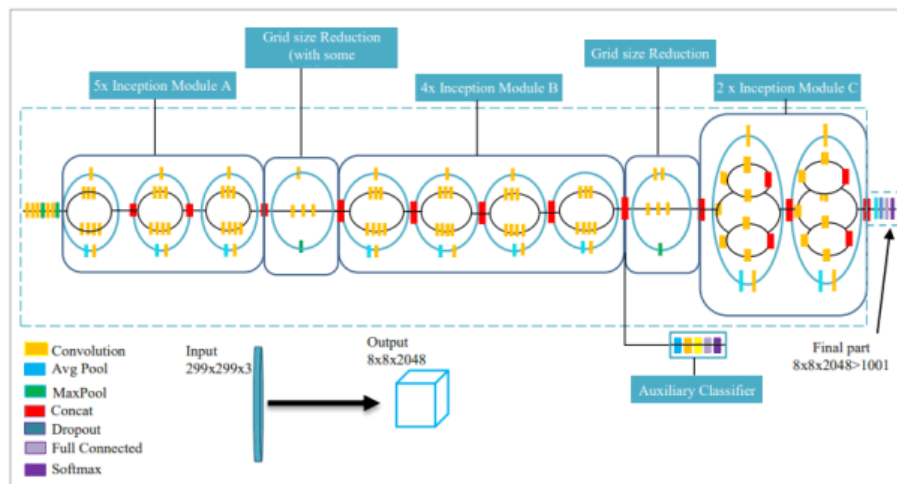 Grid size Reduction
(with some
Grid size Reduction
5x Inception Module A
4x Inception Module B
2 x Inception Module C
Convolution
Avg Pool
MaxPool
Concat
Dropout
Full Connected
Softmax
Input
299x299x3
Output
8x8x2048
Auxiliary Classifier
Final part
8x8x2048>1001